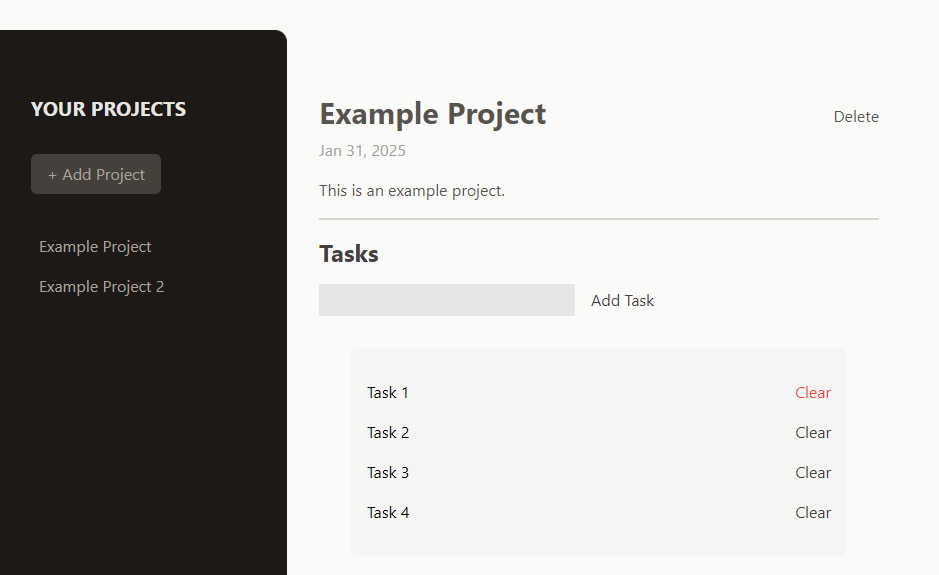 YOUR PROJECTS
+ Add Project
Example Project
Example Project 2
Example Project
Delete
Jan 31, 2025
This is an example project.
Tasks
Add Task
Task 1 Clear
Task 2 Clear
Task 3 Clear
Task 4 Clear